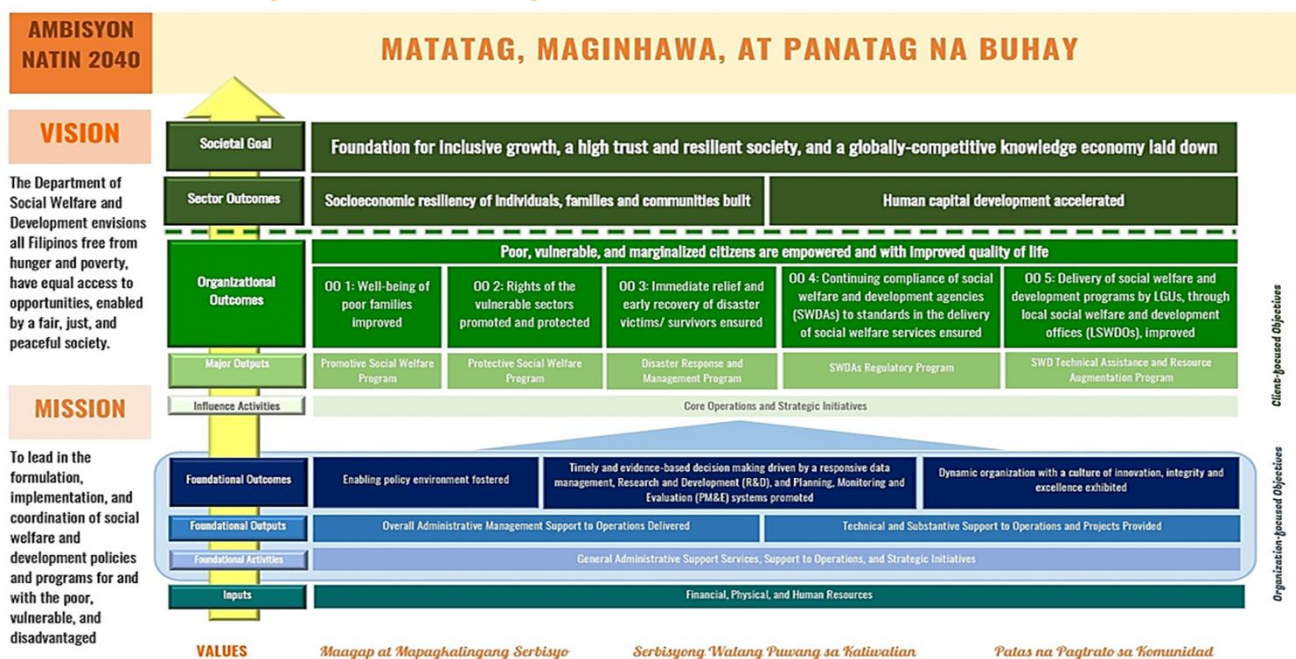 AMBISYON
NATIN 2040
MATATAG, MAGINHAWA, AT PANATAG NA BUHAY
VISION
The Department of
Social Welfare and
Development envisions
all Filipinos free from
hunger and poverty,
have equal access to
opportunities, enabled
by a fair, just, and
peaceful society.
MISSION
To lead in the
formulation,
implementation, and
coordination of social
welfare and
development policies
and programs for and
with the poor,
vulnerable, and
disadvantaged
Societal Goal
Foundation for inclusive growth, a high trust and resilient society, and a globally-competitive knowledge economy laid down
Sector Outcomes
Socioeconomic resiliency of individuals, families and communities built
Human capital development accelerated
Organizational
Outcomes
Poor, vulnerable, and marginalized citizens are empowered and with improved quality of life
OO 1: Well-being of
poor families
improved
OO 2: Rights of the
vulnerable sectors
promoted and protected
OO 3: Immediate relief and
early recovery of disaster
victims/ survivors ensured
OO 4: Continuing compliance of social
welfare and development agencies
(SWDAs) to standards in the delivery
of social welfare services ensured
OO 5: Delivery of social welfare and
development programs by LGUs, through
local social welfare and development
offices (LSWDOs), improved
Major Outputs
Promotive Social Welfare
Program
Protective Social Welfare
Program
Disaster Response and
Management Program
SWDAs Regulatory Program
SWD Technical Assistance and Resource
Augmentation Program
Influence Activities
Core Operations and Strategic Initiatives
Client-focused Objectives
Foundational Outcomes
Enabling policy environment fostered
Timely and evidence-based decision making driven by a responsive data
management, Research and Development (R&D), and Planning, Monitoring and
Evaluation (PM&E) systems promoted
Dynamic organization with a culture of innovation, integrity and
excellence exhibited
Foundational Outputs
Overall Administrative Management Support to Operations Delivered
Technical and Substantive Support to Operations and Projects Provided
Foundational Activities
General Administrative Support Services, Support to Operations, and Strategic Initiatives
Inputs
Financial, Physical, and Human Resources
Organization-focused Objectives
VALUES
Maagap at Mapagkalingang Serbisyo
Serbisyong Walang Puwang sa Katiwalian
Patas na Pagtrato sa Komunidad